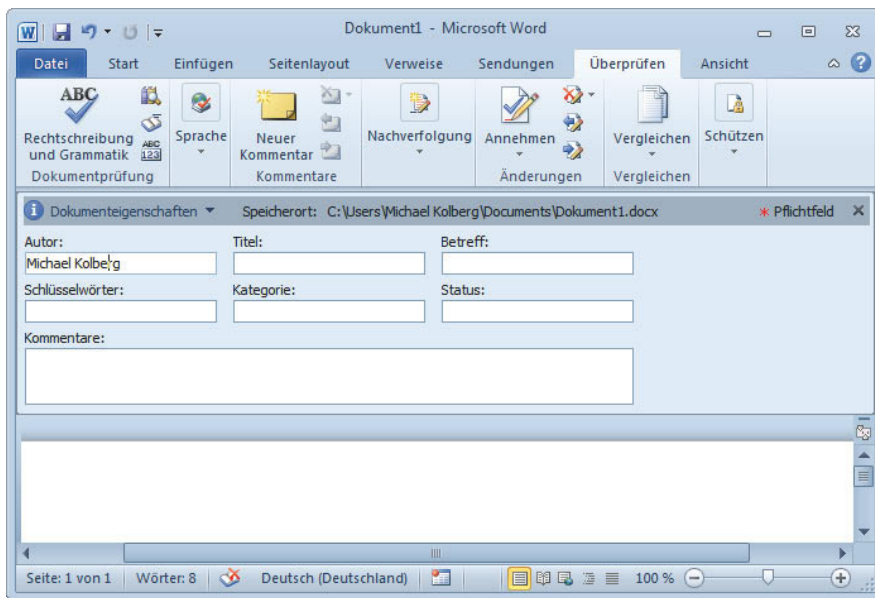 Dokument1 - Microsoft Word
Datei Start Einfügen Seitenlayout Verweise Sendungen Überprüfen Ansicht
ABC
Rechtschreibung und Grammatik
ABC
123
Sprache
Neuer Kommentar
Nachverfolgung
Annehmen
Vergleichen
Schützen
Dokumentprüfung Kommentare Änderungen Vergleichen
Dokumenteigenschaften Speicherort: C:\Users\Michael Kolberg\Documents\Dokument1.docx * Pflichtfeld
Autor: Titel: Betreff:
Michael Kolberg
Schlüsselwörter: Kategorie: Status:
Kommentare:
Seite: 1 von 1 Wörter: 8 Deutsch (Deutschland) 100 %